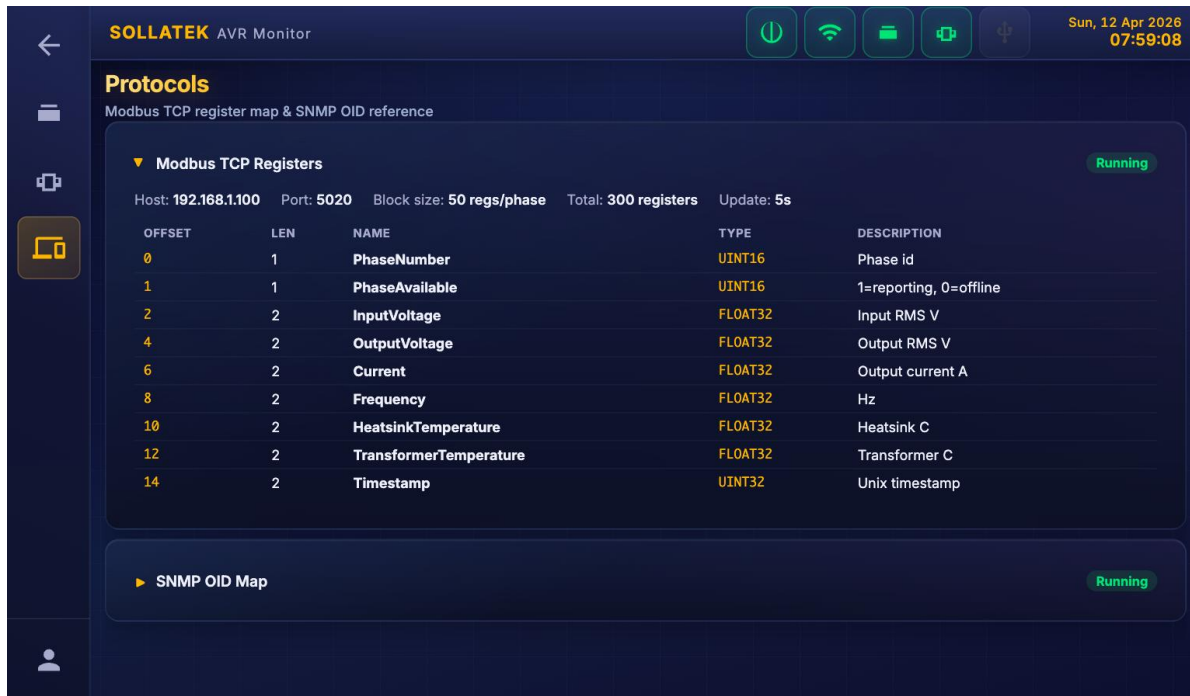 SOLLATEK AVR Monitor
Sun, 12 Apr 2026
07:59:08
Protocols
Modbus TCP register map & SNMP OID reference
Modbus TCP Registers Running
Host: 192.168.1.100 Port: 5020 Block size: 50 regs/phase Total: 300 registers Update: 5s
OFFSET LEN NAME TYPE DESCRIPTION
0 1 PhaseNumber UINT16 Phase id
1 1 PhaseAvailable UINT16 1=reporting, 0=offline
2 2 InputVoltage FLOAT32 Input RMS V
4 2 OutputVoltage FLOAT32 Output RMS V
6 2 Current FLOAT32 Output current A
8 2 Frequency FLOAT32 Hz
10 2 HeatsinkTemperature FLOAT32 Heatsink C
12 2 TransformerTemperature FLOAT32 Transformer C
14 2 Timestamp UINT32 Unix timestamp
SNMP OID Map Running